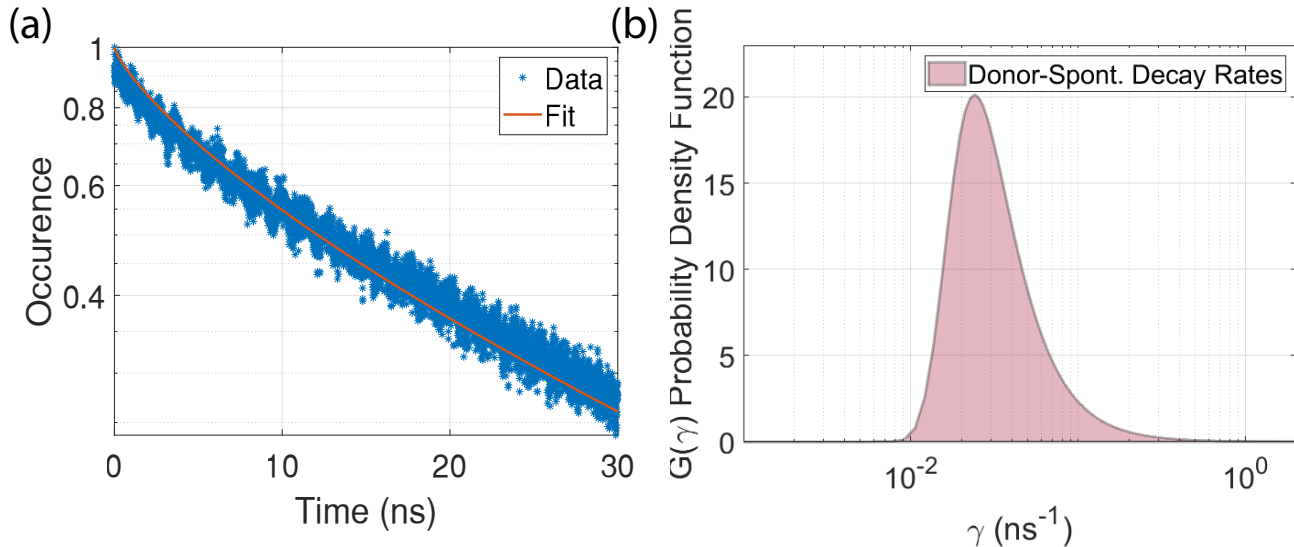 (a)
1
0.8
0.6
0.4
Occurence
Data
Fit
0
10
20
30
Time (ns)
(b)
G(γ) Probability Density Function
Donor-Spont. Decay Rates
20
15
10
5
0
10⁻²
10⁰
γ (ns⁻¹)